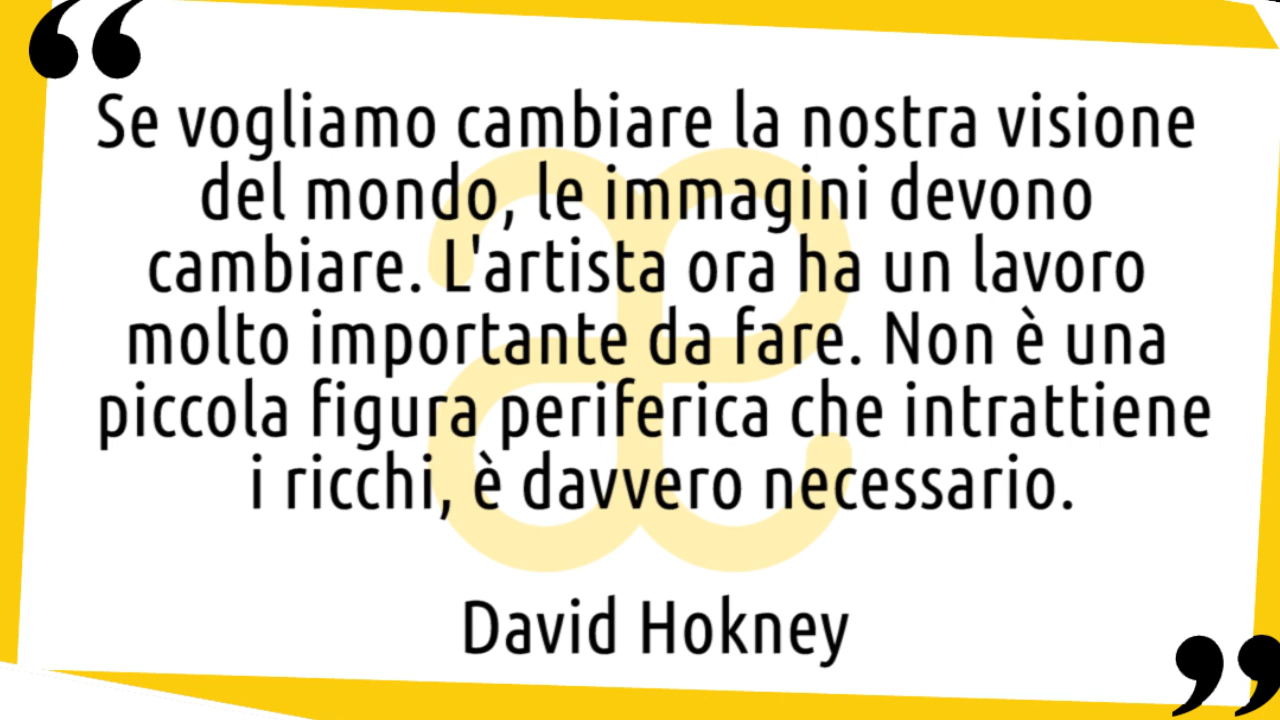 Se vogliamo cambiare la nostra visione
del mondo, le immagini devono
cambiare. L'artista ora ha un lavoro
molto importante da fare. Non è una
piccola figura periferica che intrattiene
i ricchi, è davvero necessario.
David Hokney